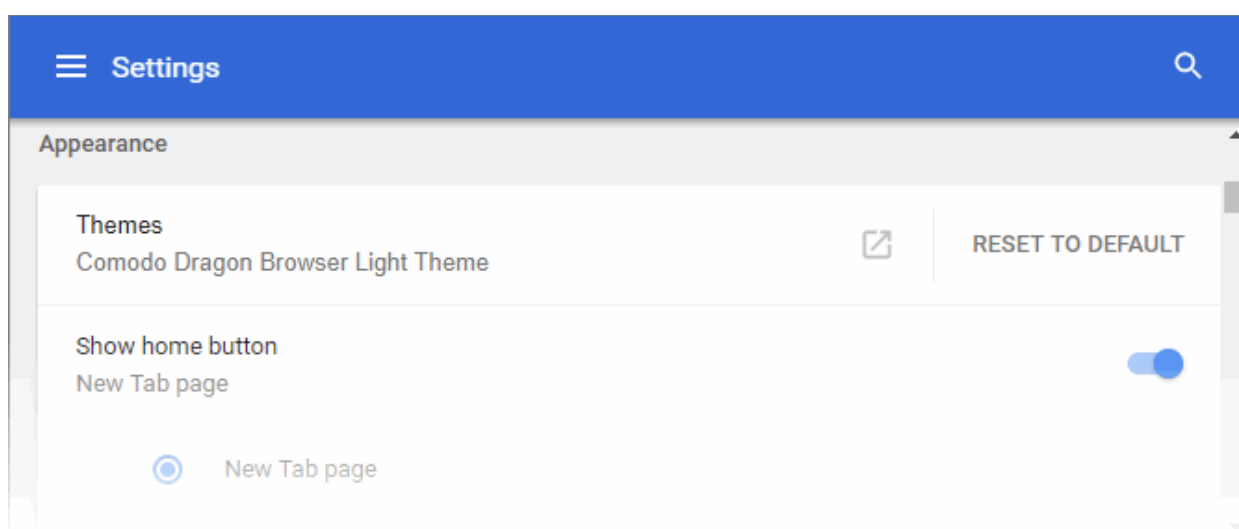 Settings
Appearance
Themes
Comodo Dragon Browser Light Theme
RESET TO DEFAULT
Show home button
New Tab page
New Tab page